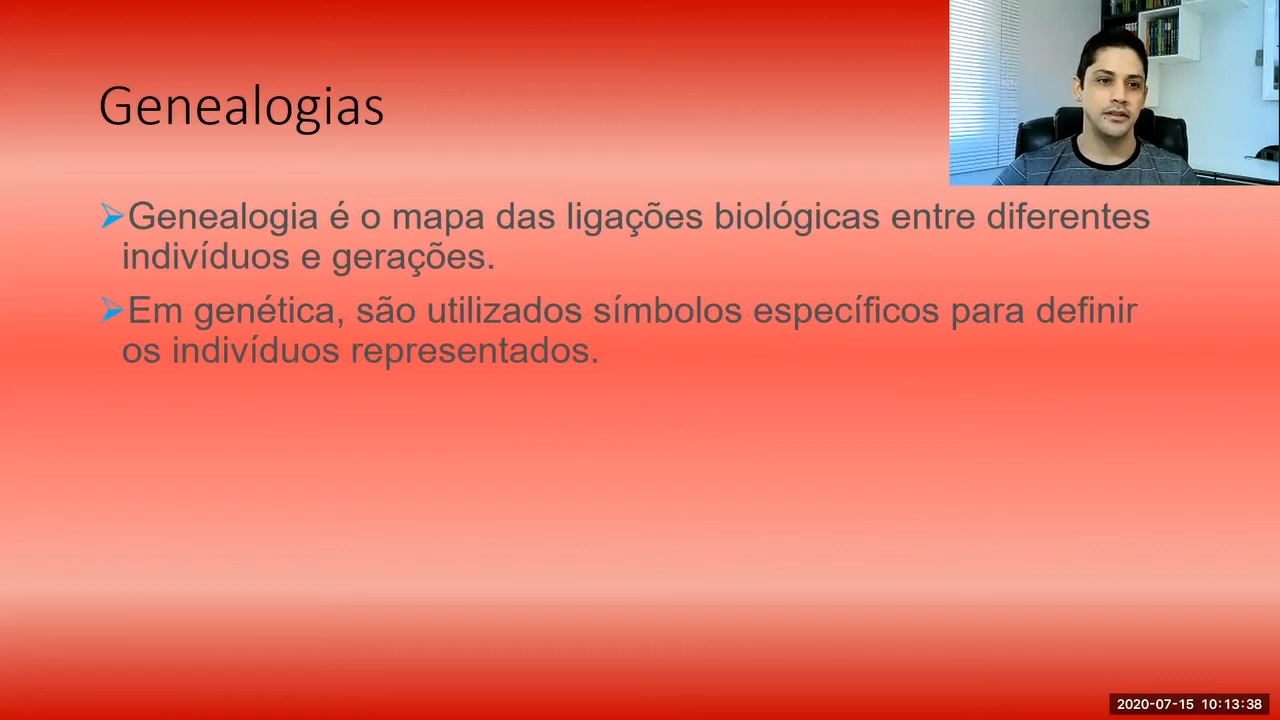 Genealogias
➢Genealogia é o mapa das ligações biológicas entre diferentes
indivíduos e gerações.
➢Em genética, são utilizados símbolos específicos para definir
os indivíduos representados.
2020-07-15 10:13:38